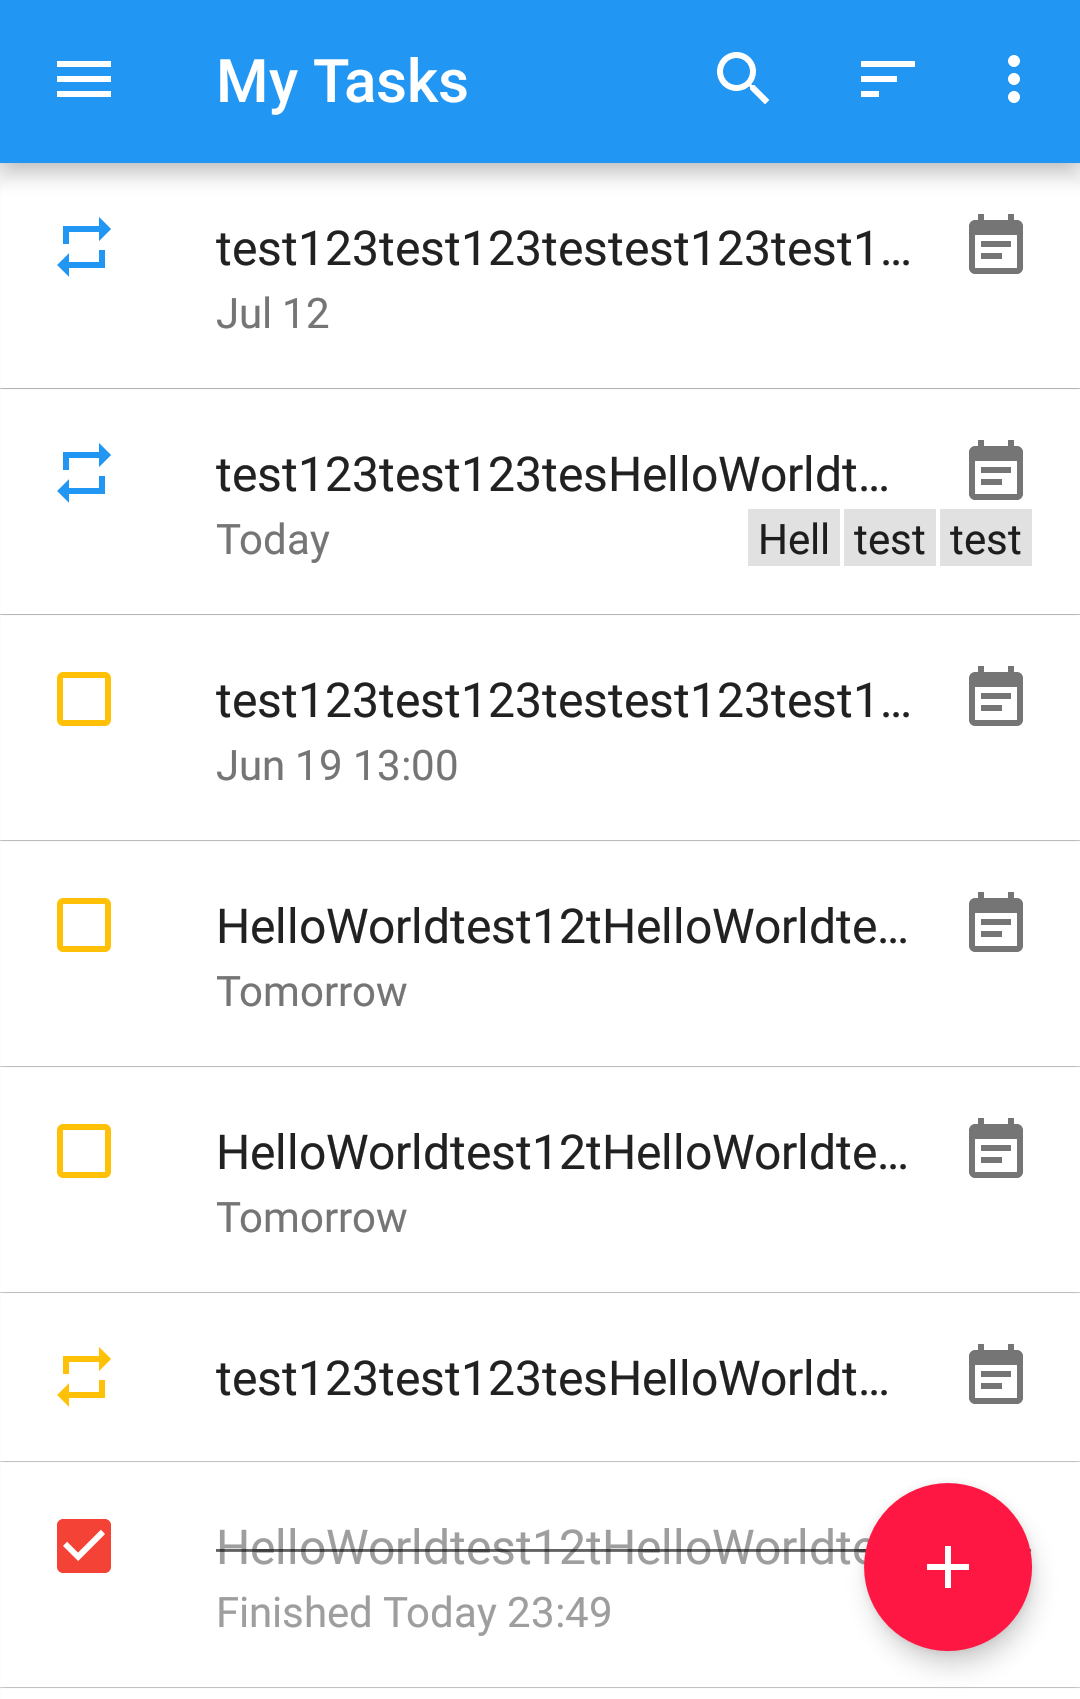 My Tasks
test123test123testest123test1...
Jul 12
test123test123tesHelloWorldt...
Today
Hell test test
test123test123testest123test1...
Jun 19 13:00
HelloWorldtest12tHelloWorldte...
Tomorrow
HelloWorldtest12tHelloWorldte...
Tomorrow
test123test123tesHelloWorldt...
HelloWorldtest12tHelloWorldte
Finished Today 23:49